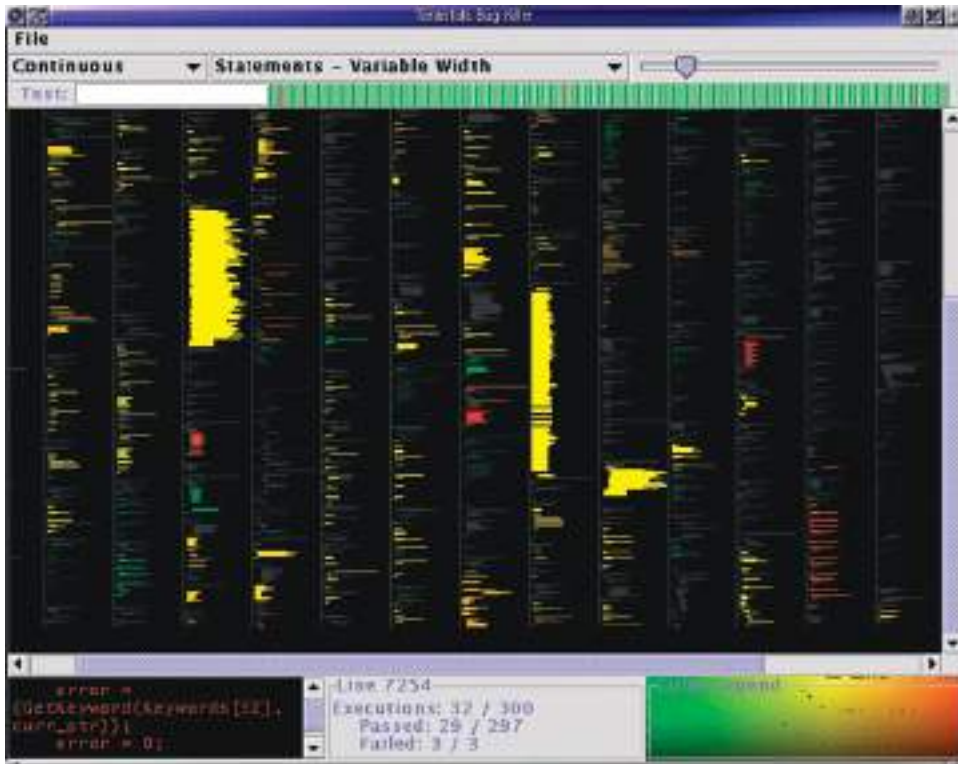 Tarantula Bug Killer
File
Continuous
Statements - Variable Width
Test:
error =
(GetKeyword(keywords[32],
curr_str));
error = 0;
Line 7254
Executions: 32 / 300
Passed: 29 / 297
Failed: 3 / 3
Legend